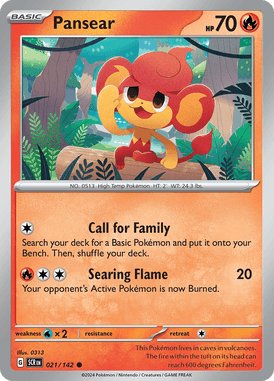 BASIC
Pansear
HP 70
NO. 0513 High Temp Pokémon HT: 2' WT: 24.3 lbs.
Call for Family
Search your deck for a Basic Pokémon and put it onto your
Bench. Then, shuffle your deck.
Searing Flame 20
Your opponent's Active Pokémon is now Burned.
weakness ×2 resistance retreat
Illus. 0313
G SCR EN 021/142
This Pokémon lives in caves in volcanoes.
The fire within the tuft on its head can
reach 600 degrees Fahrenheit.
©2024 Pokémon / Nintendo / Creatures / GAME FREAK